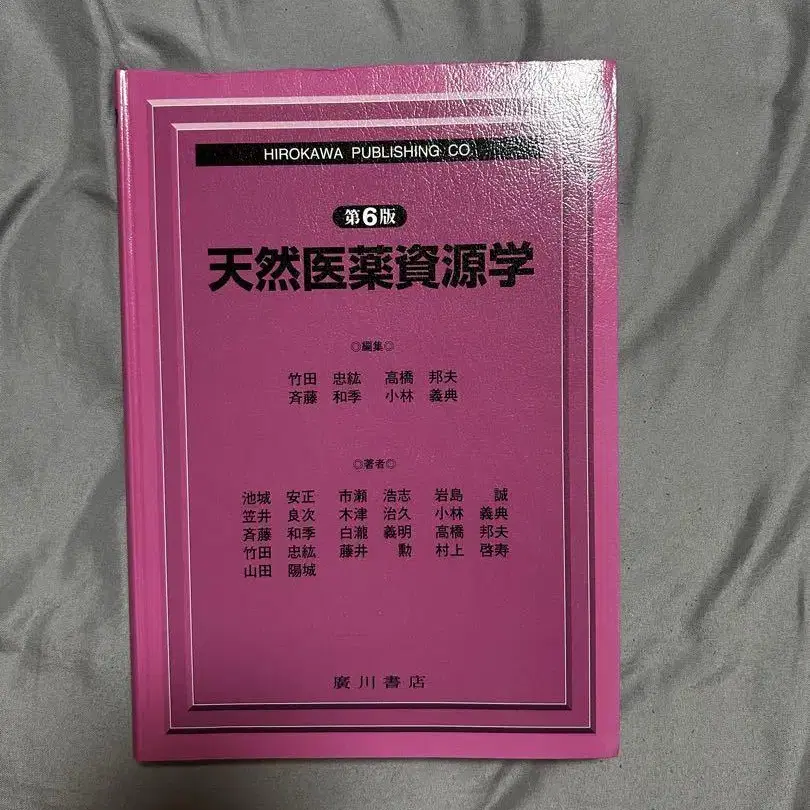 HIROKAWA PUBLISHING CO.
第6版
天然医薬資源学
◎編集◎
竹田 忠紘 高橋 邦夫
斉藤 和季 小林 義典
◎著者◎
池城 安正 市瀬 浩志 岩島 誠
笠井 良次 木津 治久 小林 義典
斉藤 和季 白瀧 義明 高橋 邦夫
竹田 忠紘 藤井 勲 村上 啓寿
山田 陽城
廣川書店